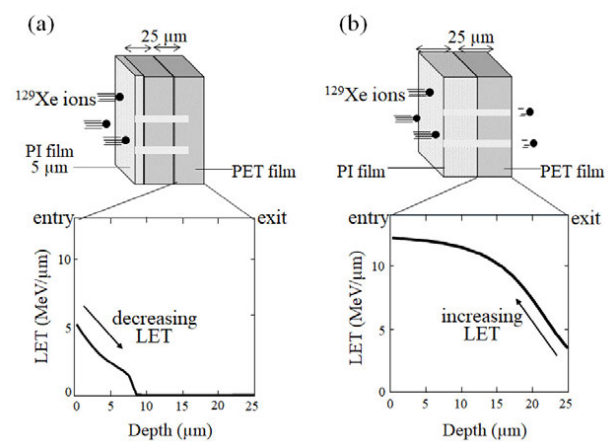 (a)
25 µm
¹²⁹Xe ions
PI film
5 µm
PET film
entry
exit
LET (MeV/µm)
10
5
0
decreasing
LET
0 5 10 15 20 25
Depth (µm)
(b)
25 µm
¹²⁹Xe ions
PI film
PET film
entry
exit
LET (MeV/µm)
10
5
0
increasing
LET
0 5 10 15 20 25
Depth (µm)